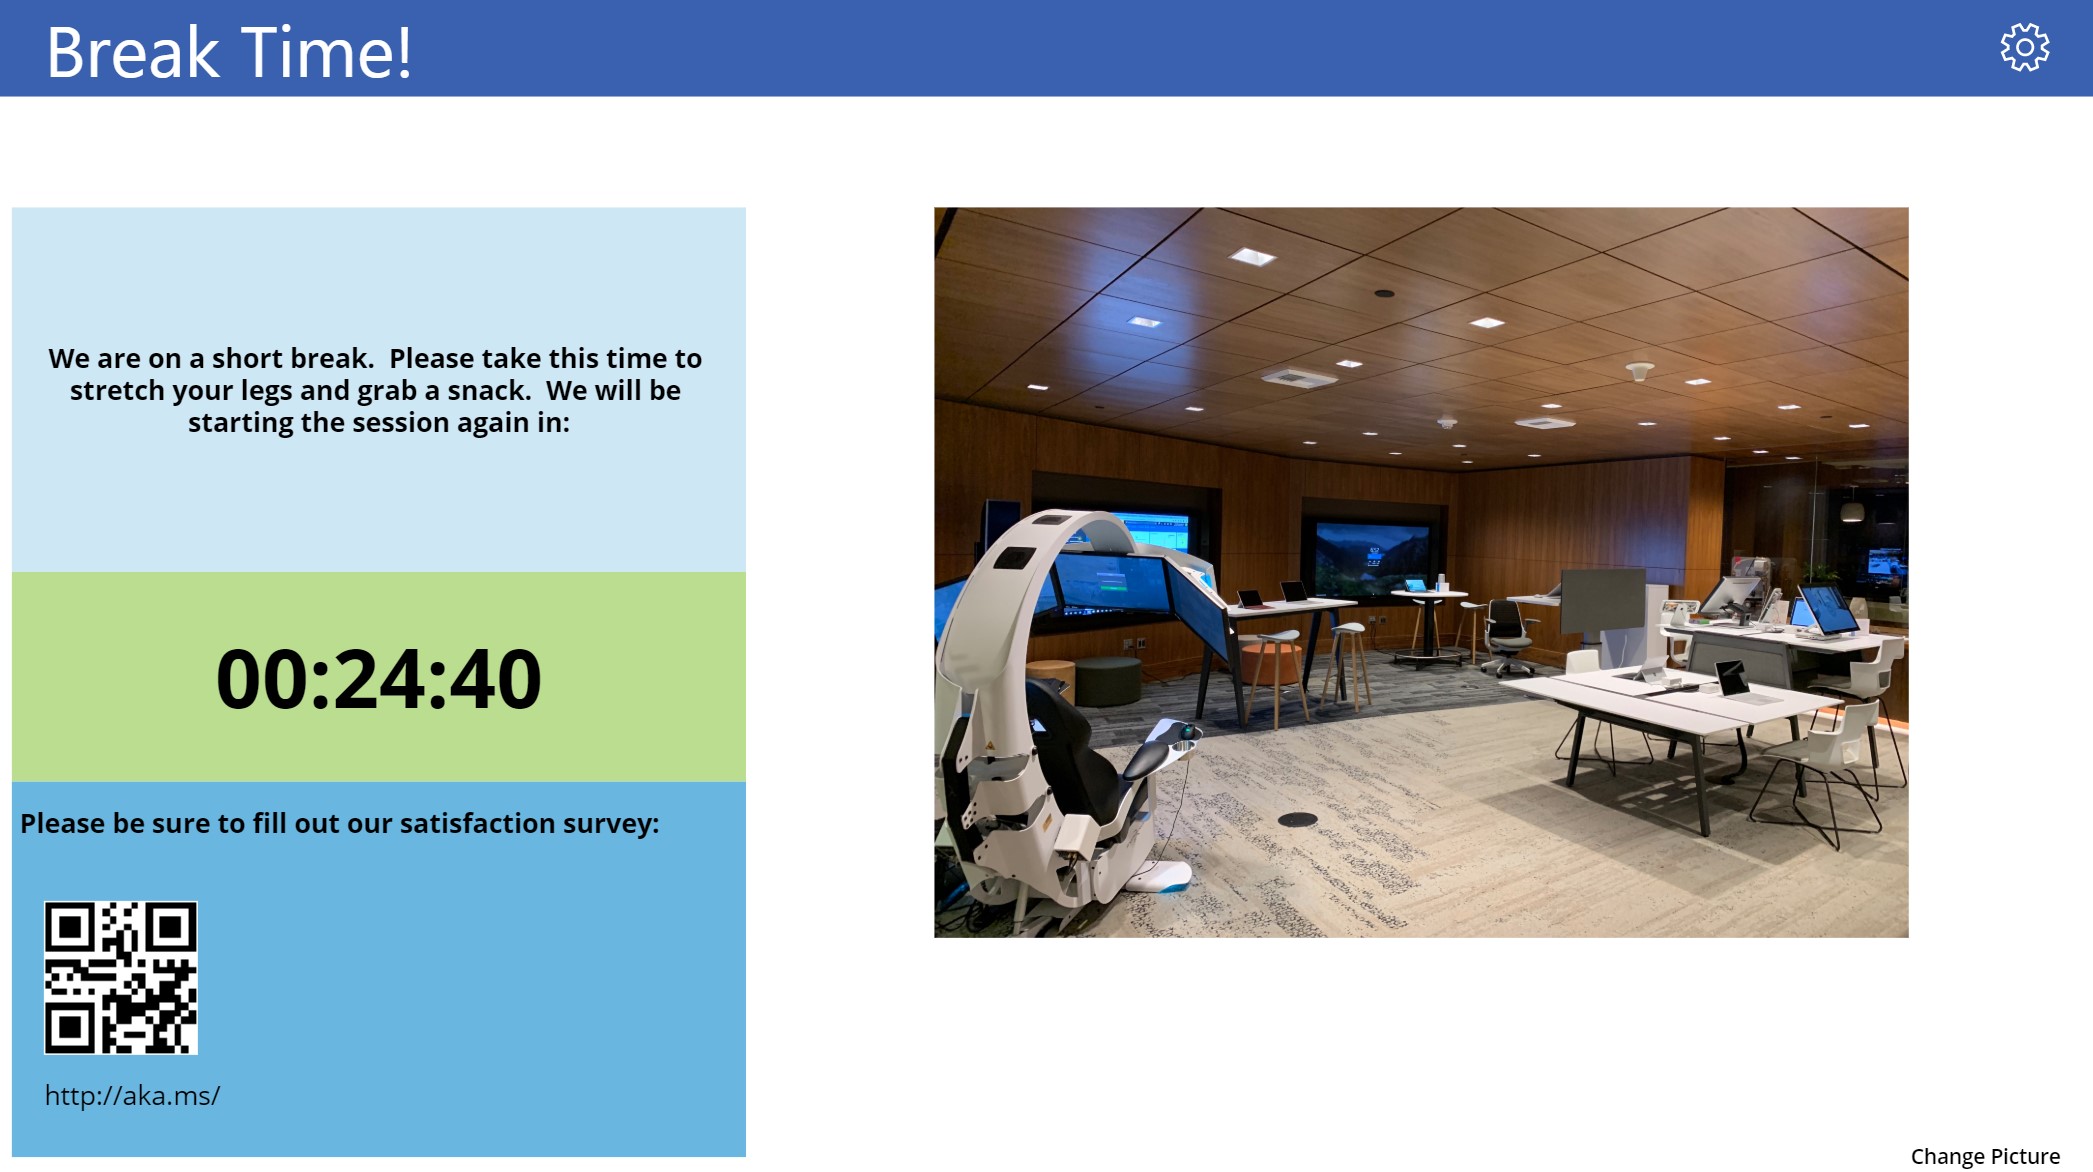 Break Time!
We are on a short break.  Please take this time to
stretch your legs and grab a snack.  We will be
starting the session again in:
00:24:40
Please be sure to fill out our satisfaction survey:
http://aka.ms/
Change Picture